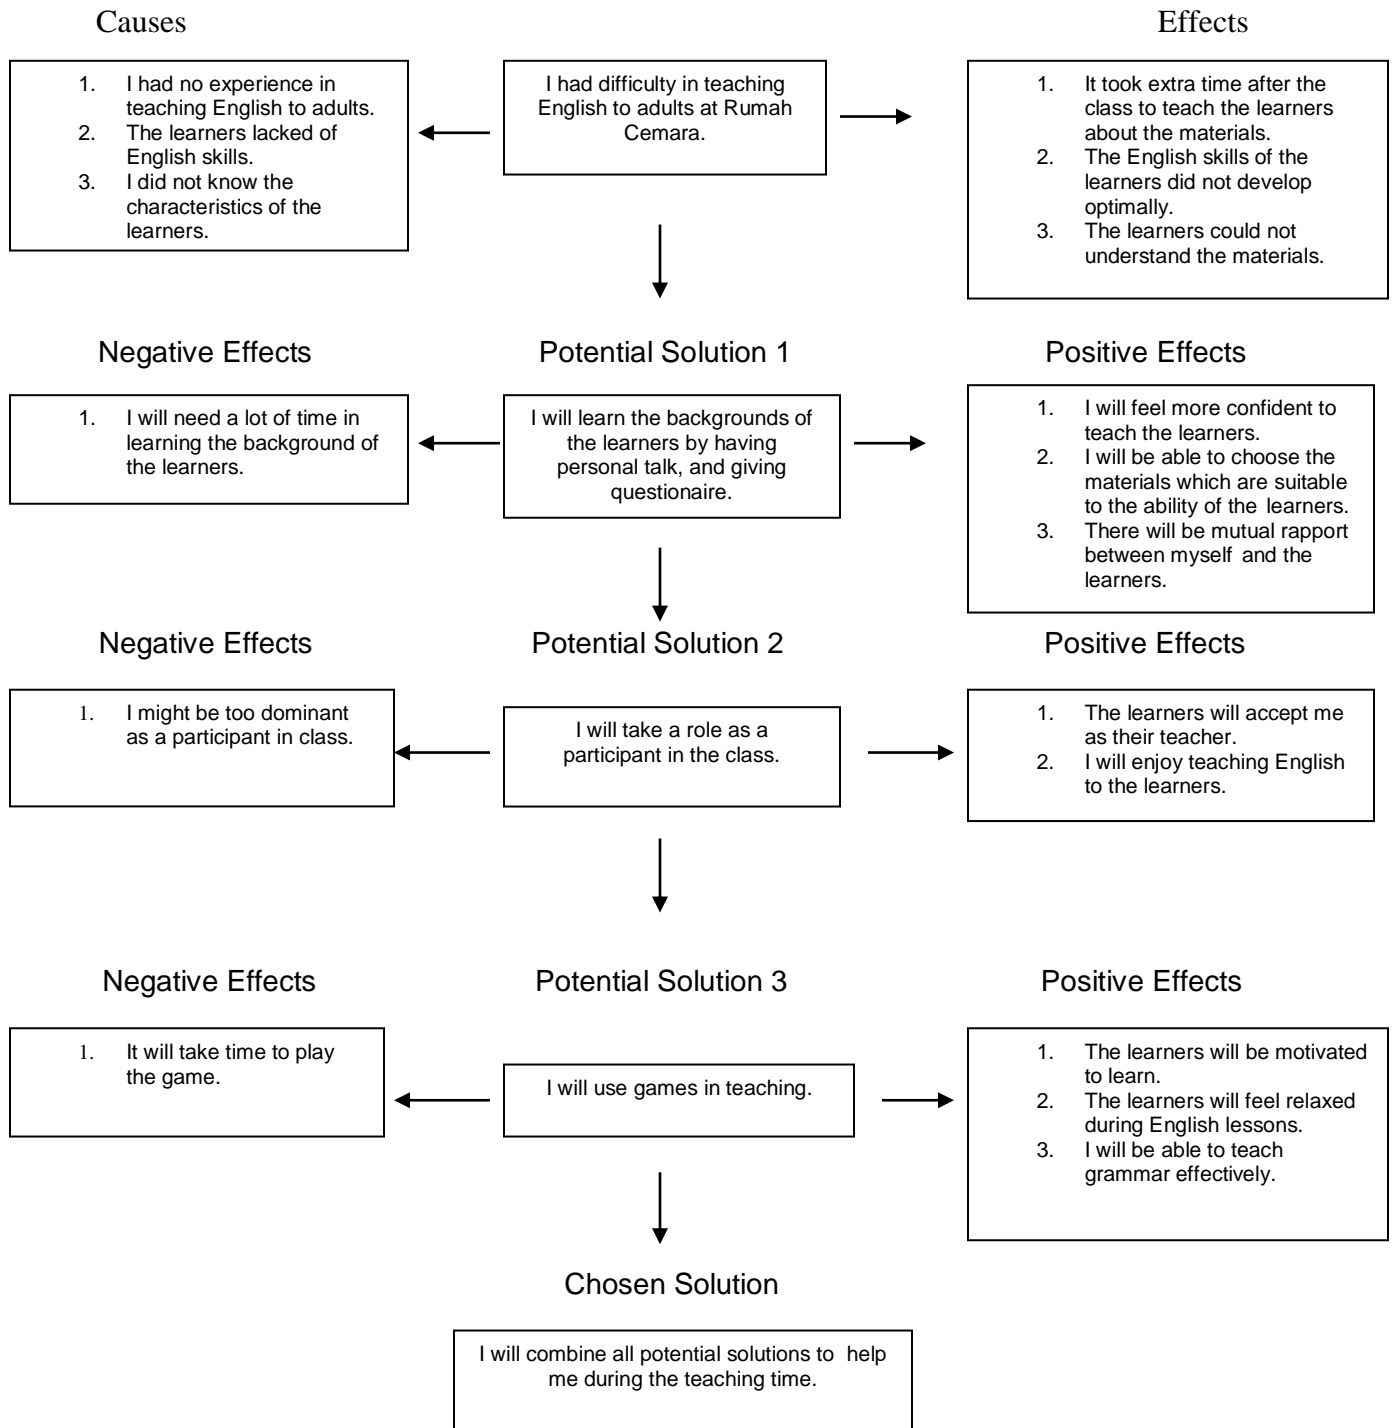 Causes
Effects
1. I had no experience in
teaching English to adults.
2. The learners lacked of
English skills.
3. I did not know the
characteristics of the
learners.
I had difficulty in teaching
English to adults at Rumah
Cemara.
1. It took extra time after the
class to teach the learners
about the materials.
2. The English skills of the
learners did not develop
optimally.
3. The learners could not
understand the materials.
Negative Effects
Potential Solution 1
Positive Effects
1. I will need a lot of time in
learning the background of
the learners.
I will learn the backgrounds of
the learners by having
personal talk, and giving
questionaire.
1. I will feel more confident to
teach the learners.
2. I will be able to choose the
materials which are suitable
to the ability of the learners.
3. There will be mutual rapport
between myself and the
learners.
Negative Effects
Potential Solution 2
Positive Effects
1. I might be too dominant
as a participant in class.
I will take a role as a
participant in the class.
1. The learners will accept me
as their teacher.
2. I will enjoy teaching English
to the learners.
Negative Effects
Potential Solution 3
Positive Effects
1. It will take time to play
the game.
I will use games in teaching.
1. The learners will be motivated
to learn.
2. The learners will feel relaxed
during English lessons.
3. I will be able to teach
grammar effectively.
Chosen Solution
I will combine all potential solutions to help
me during the teaching time.